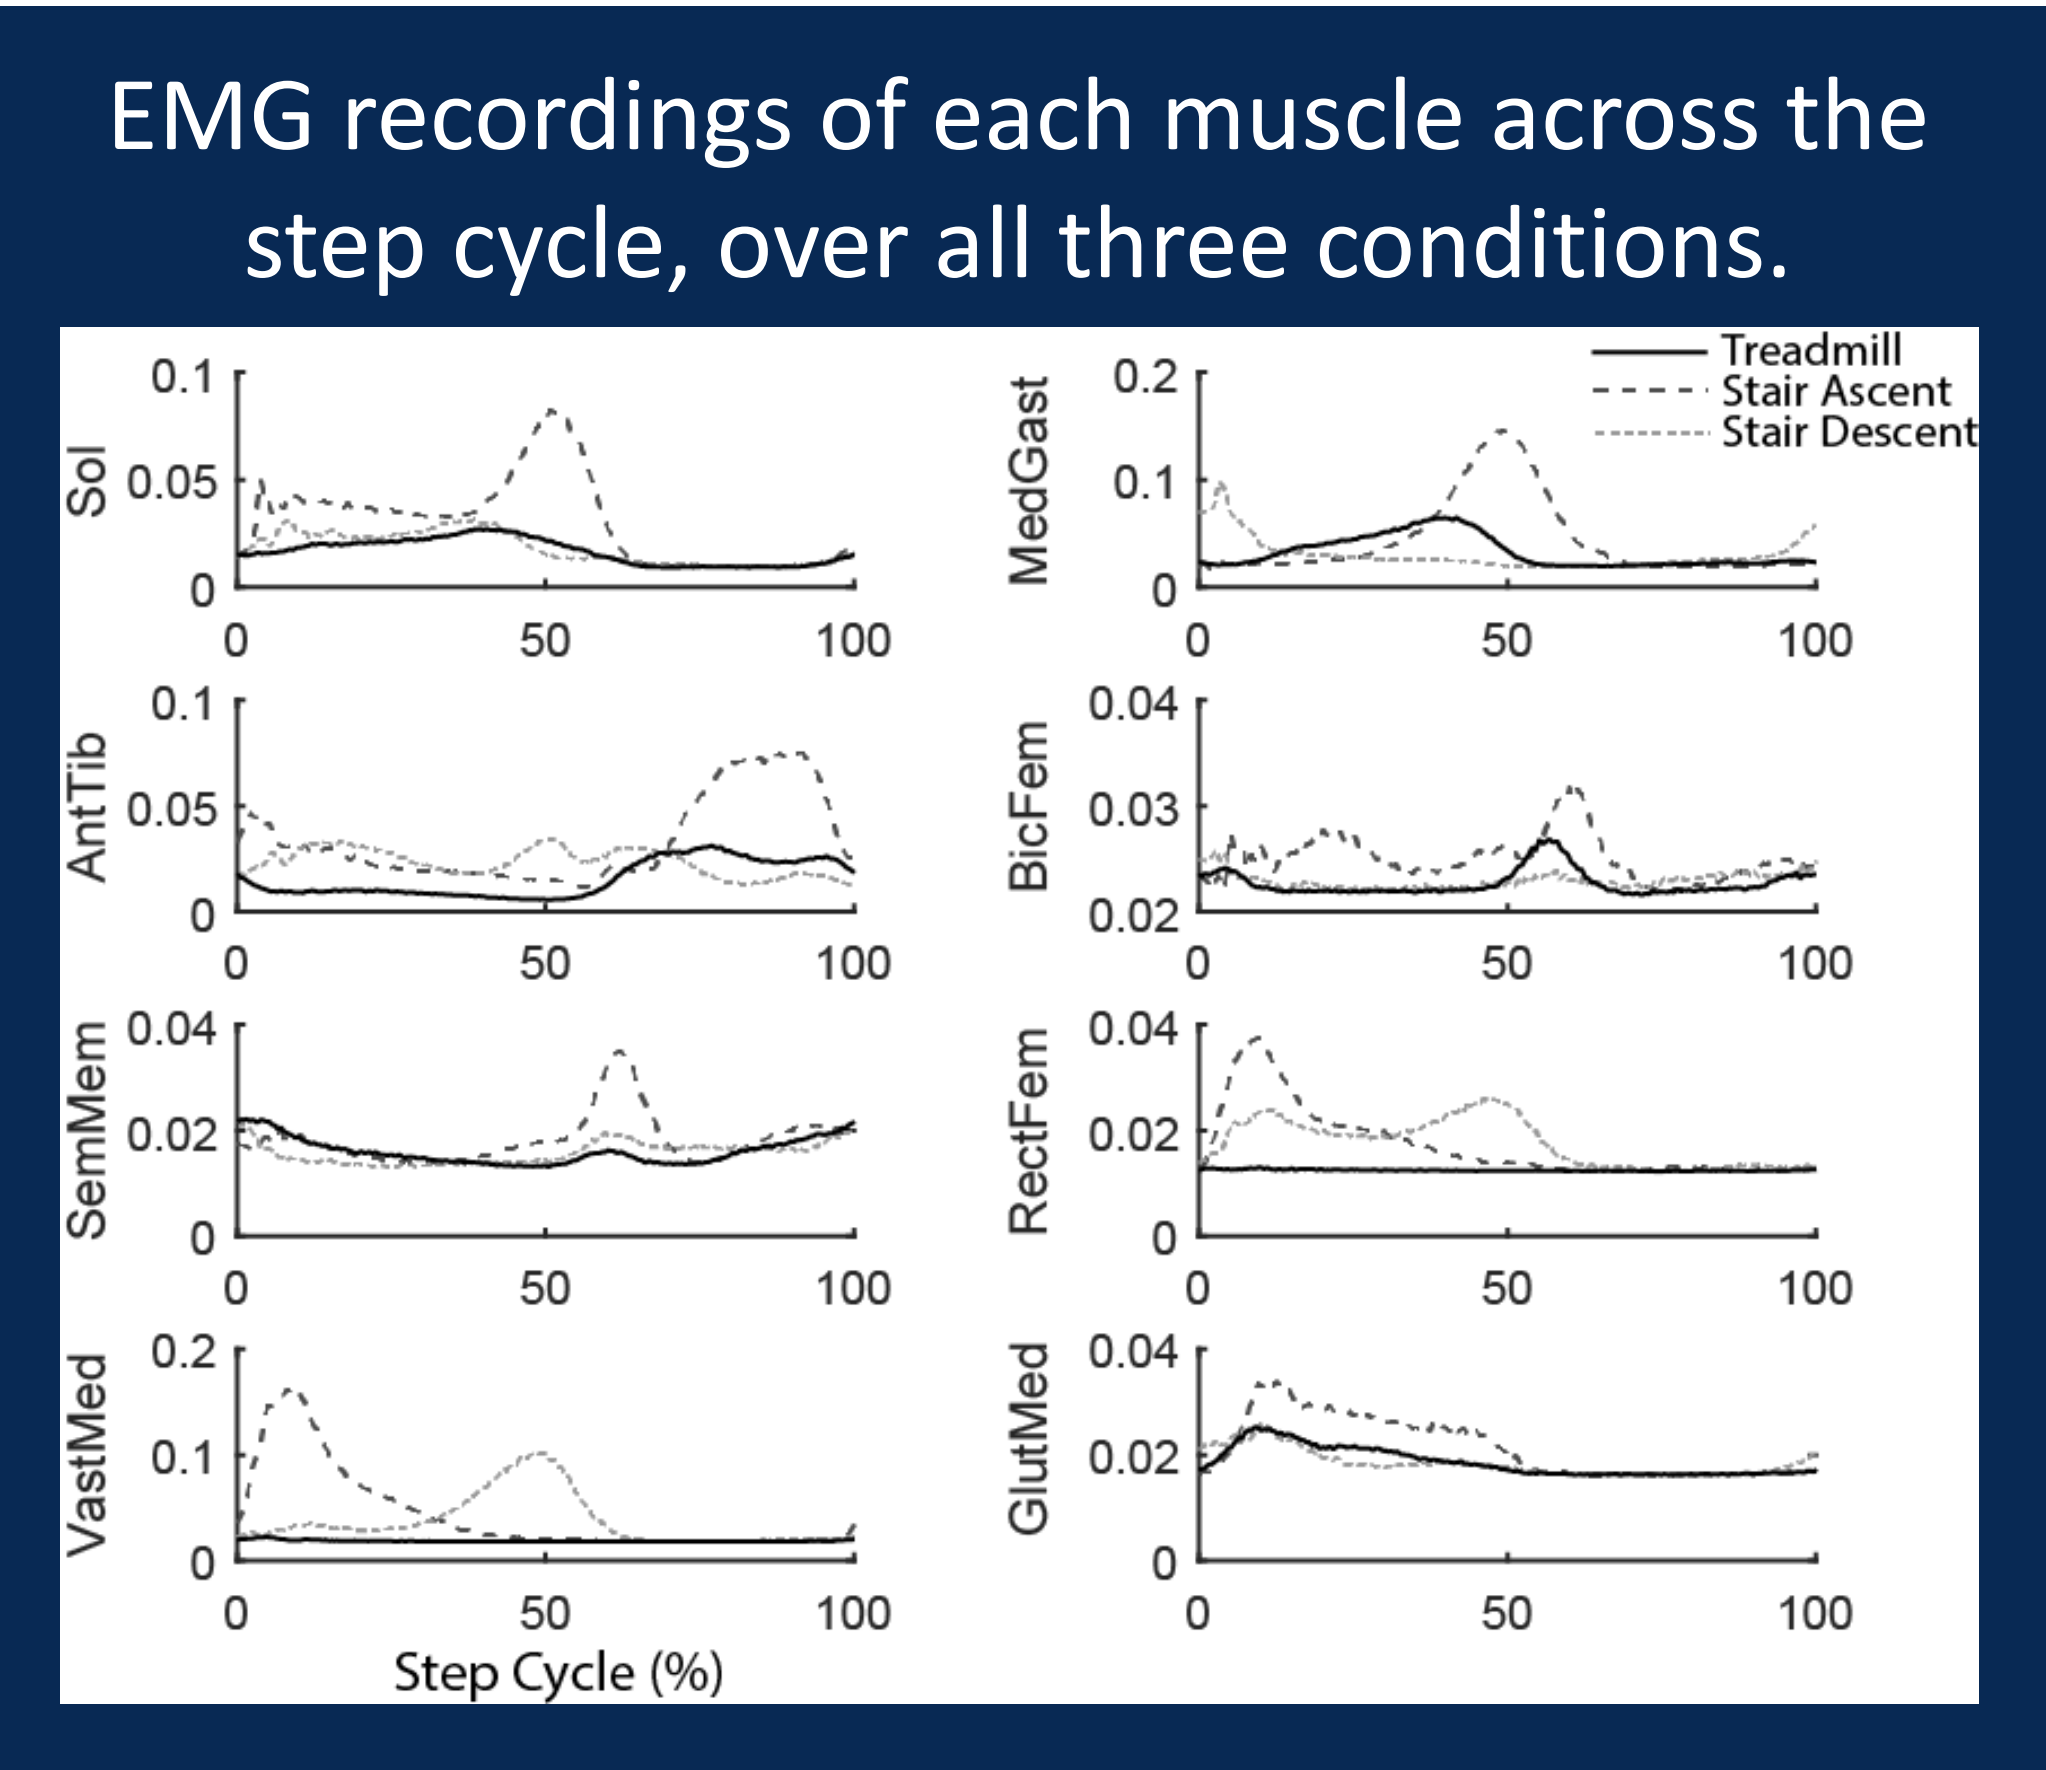 EMG recordings of each muscle across the
step cycle, over all three conditions.
Treadmill
Stair Ascent
Stair Descent
Sol
0.1
0.05
0
0 50 100
MedGast
0.2
0.1
0
0 50 100
AntTib
0.1
0.05
0
0 50 100
BicFem
0.04
0.03
0.02
0 50 100
SemMem
0.04
0.02
0
0 50 100
RectFem
0.04
0.02
0
0 50 100
VastMed
0.2
0.1
0
0 50 100
GlutMed
0.04
0.02
0
0 50 100
Step Cycle (%)